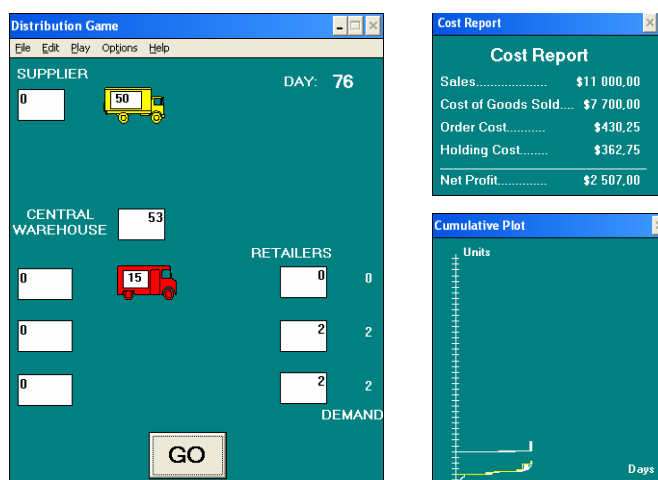 Distribution Game
File Edit Play Options Help
SUPPLIER
DAY: 76
0
50
CENTRAL
WAREHOUSE
53
RETAILERS
0
15
0
0
0
2
2
0
2
2
DEMAND
GO
Cost Report
Cost Report
Sales................... $11 000,00
Cost of Goods Sold.... $7 700,00
Order Cost.......... $430,25
Holding Cost........ $362,75
Net Profit............. $2 507,00
Cumulative Plot
Units
Days